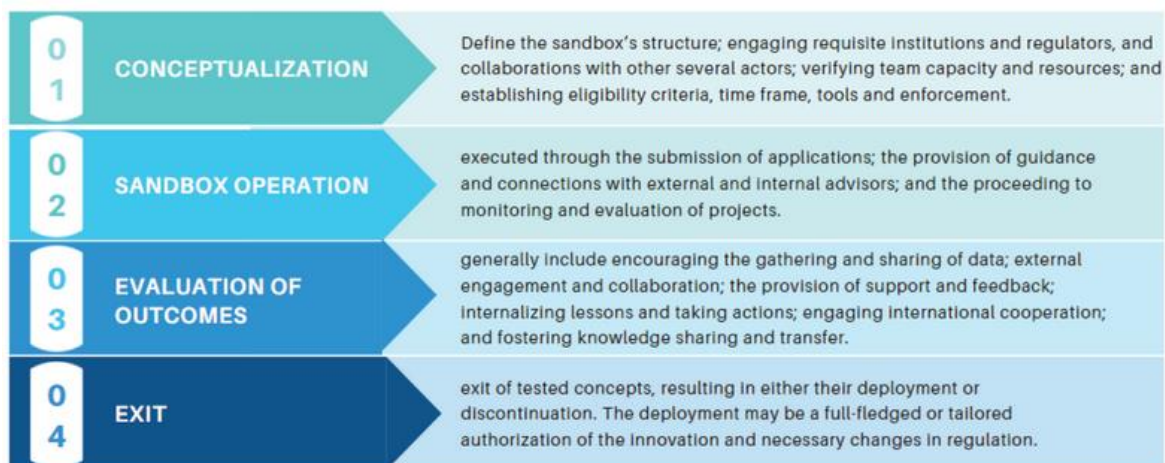 0
1
CONCEPTUALIZATION
Define the sandbox's structure; engaging requisite institutions and regulators, and
collaborations with other several actors; verifying team capacity and resources; and
establishing eligibility criteria, time frame, tools and enforcement.
0
2
SANDBOX OPERATION
executed through the submission of applications; the provision of guidance
and connections with external and internal advisors; and the proceeding to
monitoring and evaluation of projects.
0
3
EVALUATION OF
OUTCOMES
generally include encouraging the gathering and sharing of data; external
engagement and collaboration; the provision of support and feedback;
internalizing lessons and taking actions; engaging international cooperation;
and fostering knowledge sharing and transfer.
0
4
EXIT
exit of tested concepts, resulting in either their deployment or
discontinuation. The deployment may be a full-fledged or tailored
authorization of the innovation and necessary changes in regulation.